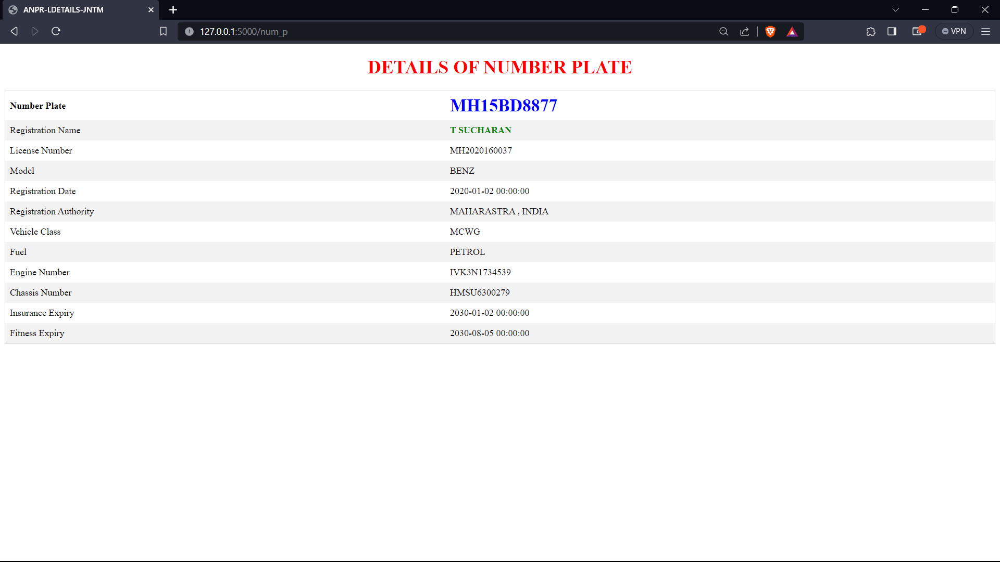 ANPR-LDETAILS-JNTM
127.0.0.1:5000/num_p
VPN
DETAILS OF NUMBER PLATE
Number Plate MH15BD8877
Registration Name T SUCHARAN
License Number MH2020160037
Model BENZ
Registration Date 2020-01-02 00:00:00
Registration Authority MAHARASTRA , INDIA
Vehicle Class MCWG
Fuel PETROL
Engine Number IVK3N1734539
Chassis Number HMSU6300279
Insurance Expiry 2030-01-02 00:00:00
Fitness Expiry 2030-08-05 00:00:00